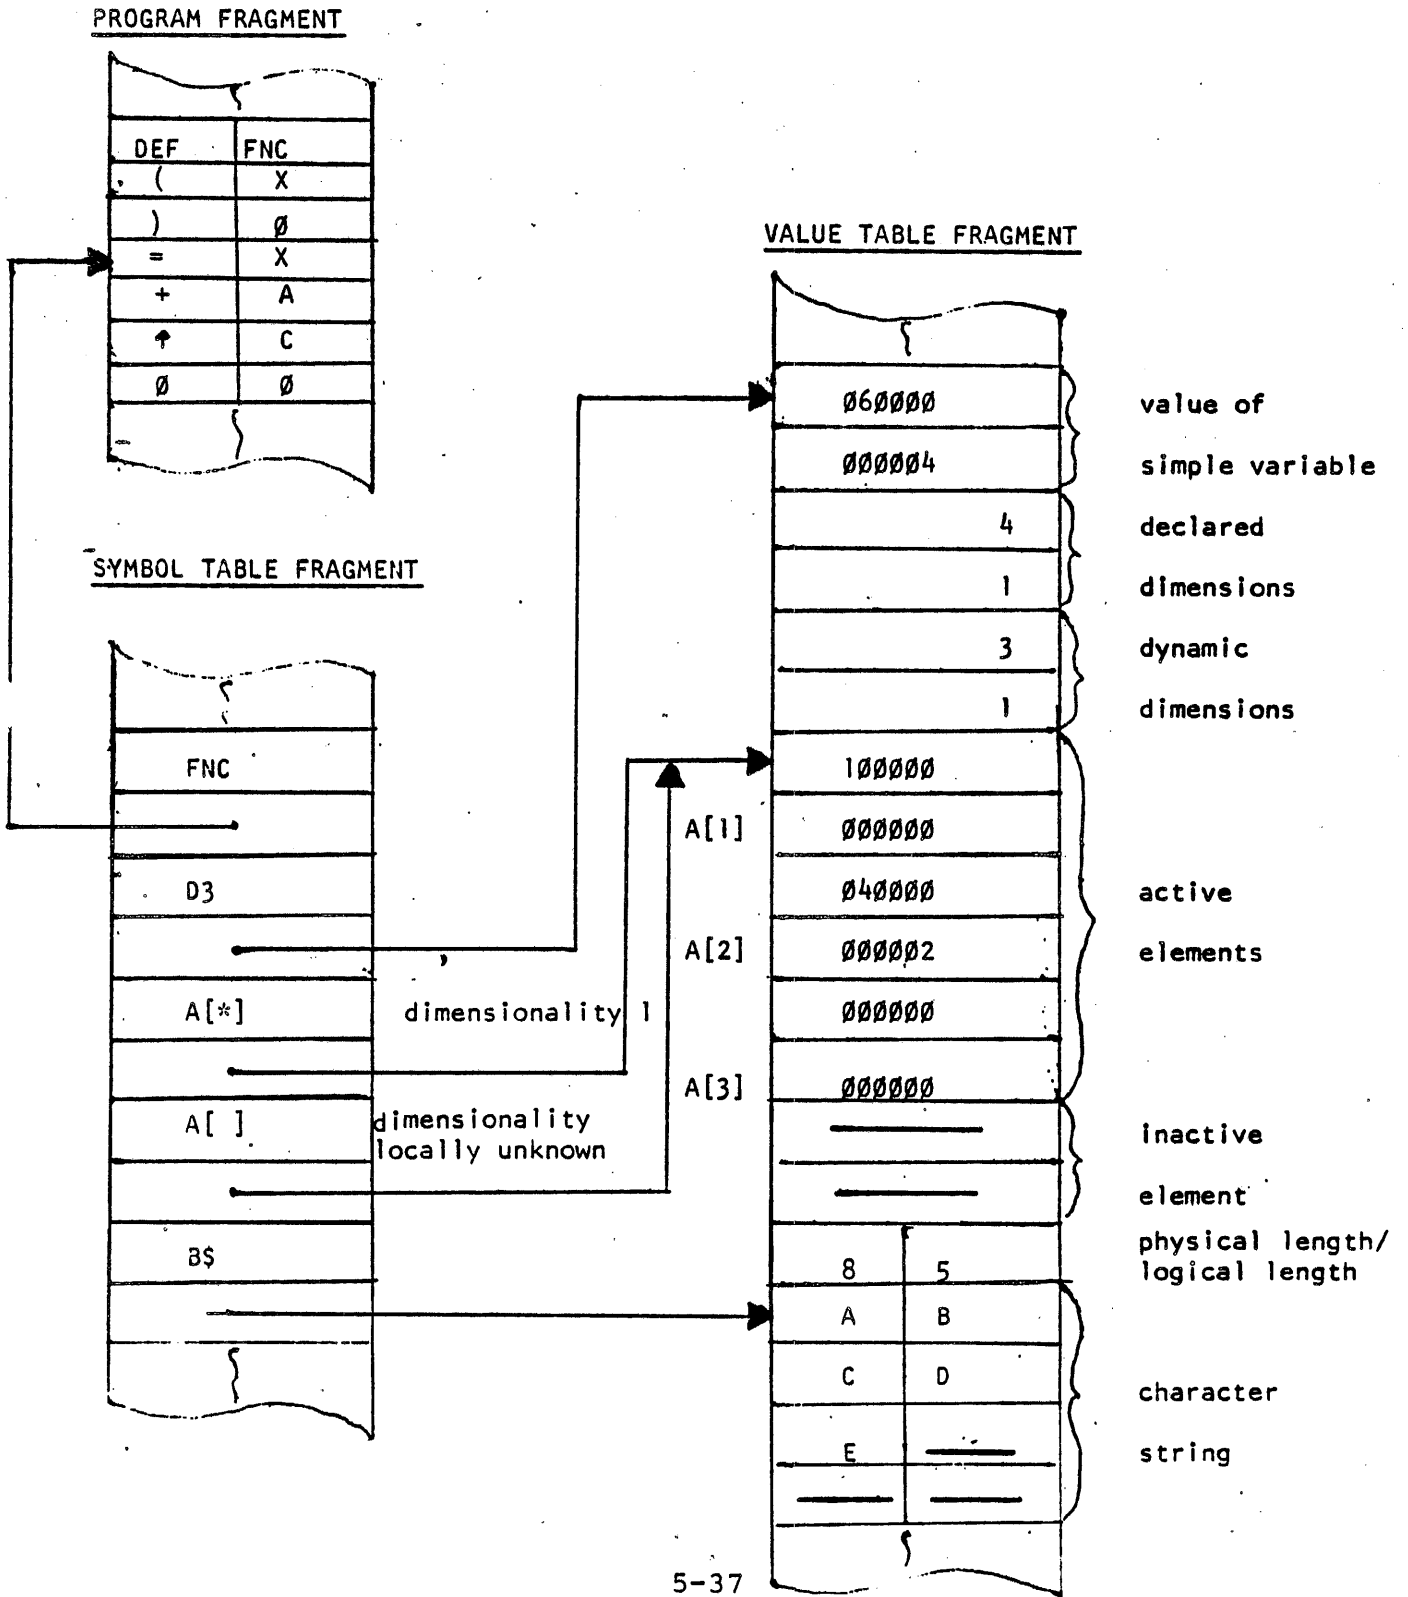 PROGRAM FRAGMENT
DEF FNC
( X
) Ø
= X
+ A
↑ C
Ø Ø
SYMBOL TABLE FRAGMENT
FNC
D3
A[*]
dimensionality 1
A[ ]
dimensionality
locally unknown
B$
VALUE TABLE FRAGMENT
Ø6ØØØØ value of
ØØØØØ4 simple variable
4 declared
1 dimensions
3 dynamic
1 dimensions
1ØØØØØ
A[1] ØØØØØØ
Ø4ØØØØ active
A[2] ØØØØØ2 elements
ØØØØØØ
A[3] ØØØØØØ
inactive
element
physical length/
8 5 logical length
A B
C D character
E string
5-37